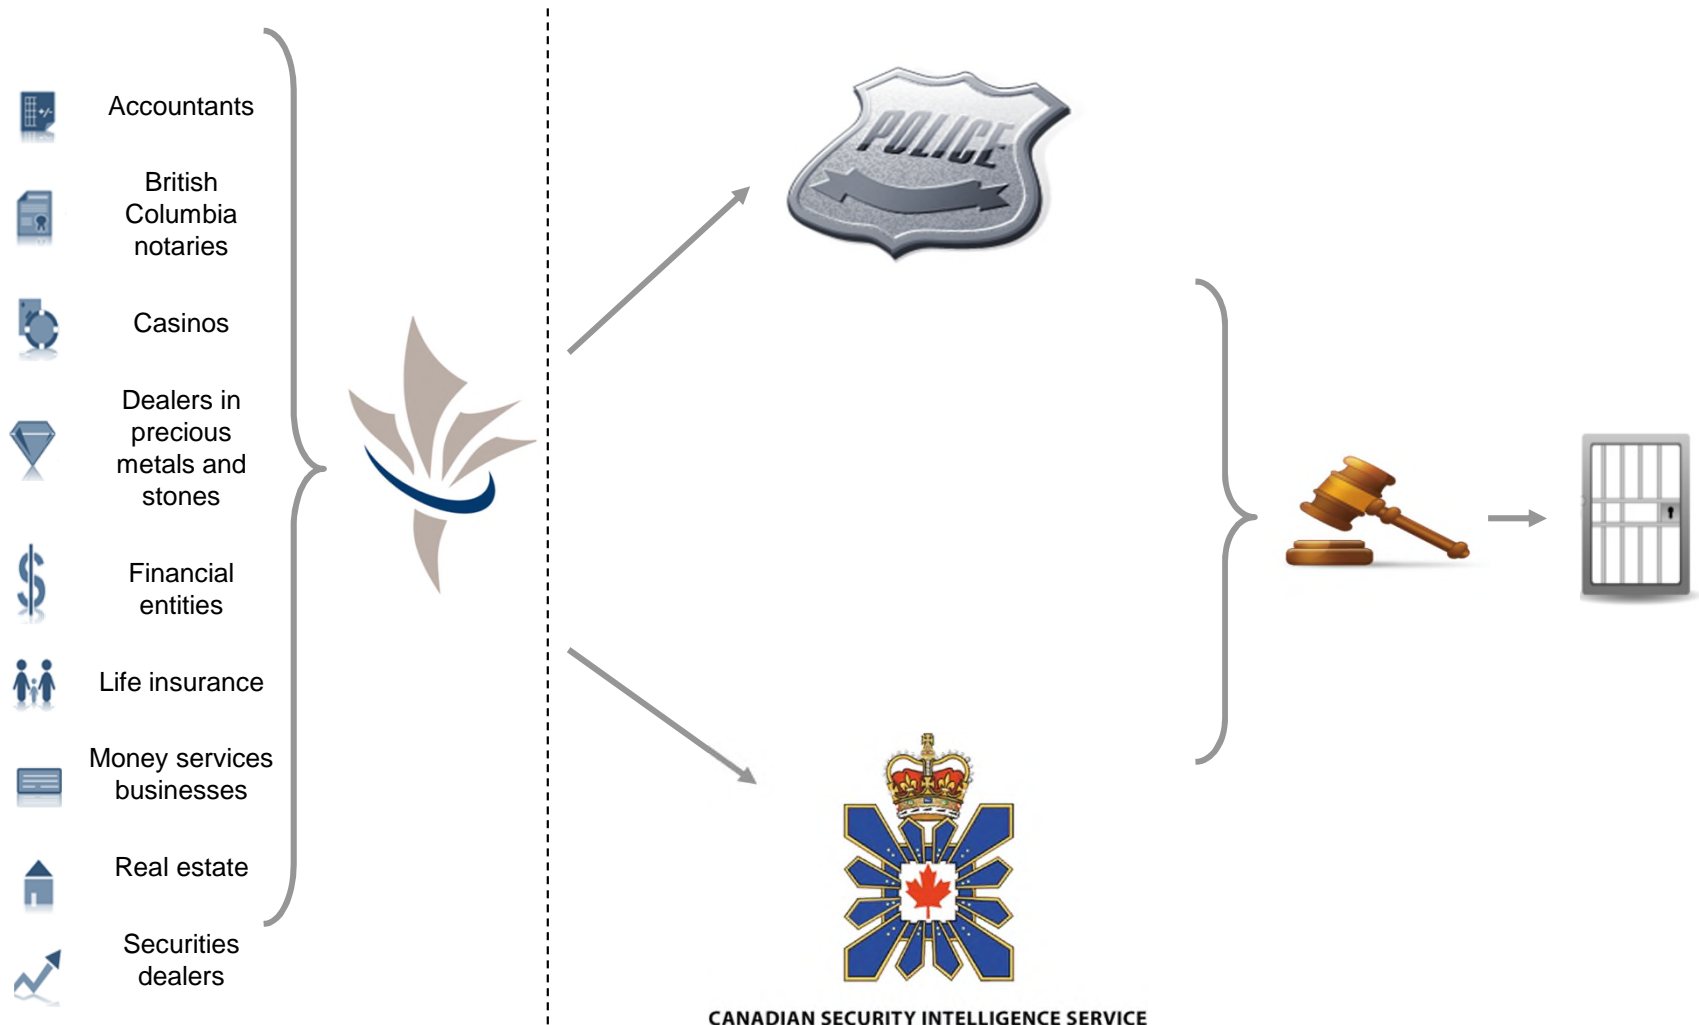 Accountants
British
Columbia
notaries
Casinos
Dealers in
precious
metals and
stones
Financial
entities
Life insurance
Money services
businesses
Real estate
Securities
dealers
POLICE
CANADIAN SECURITY INTELLIGENCE SERVICE